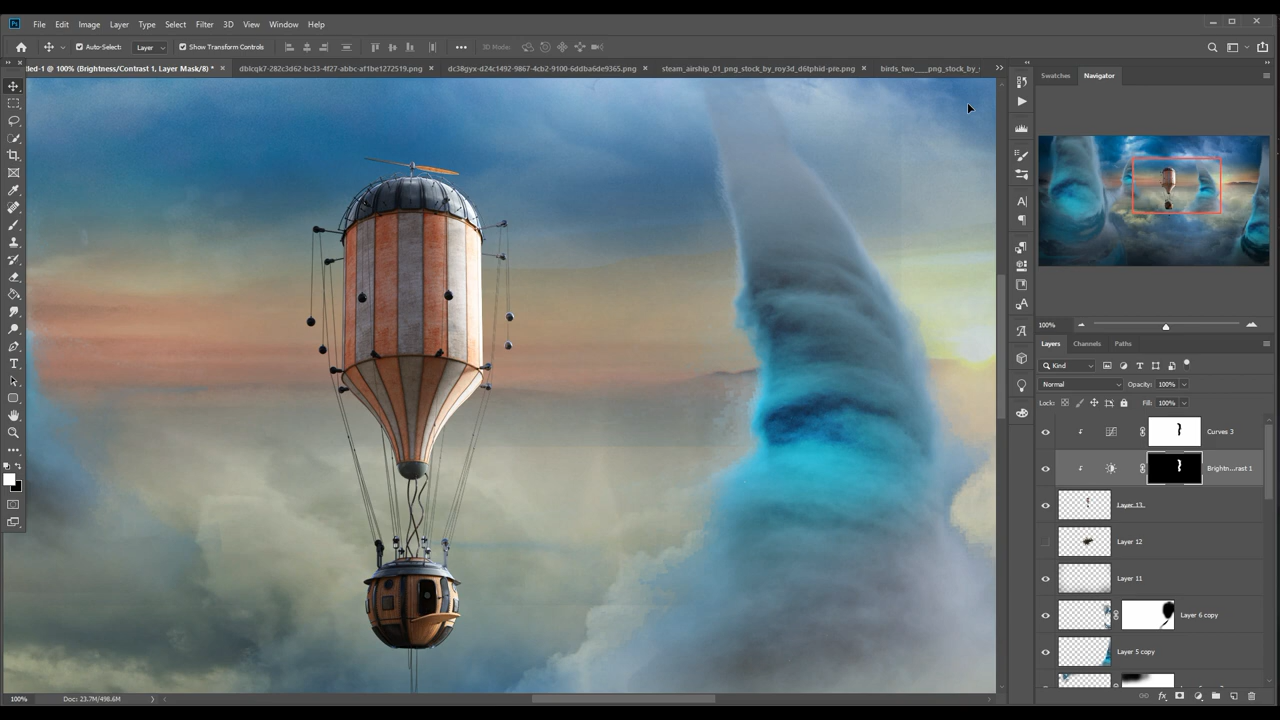 Ps File Edit Image Layer Type Select Filter 3D View Window Help
Auto-Select: Layer Show Transform Controls 3D Mode:
tled-1 @ 100% (Brightness/Contrast 1, Layer Mask/8) * × dblcqk7-282c3d62-bc33-4f27-abbc-af1be1272519.png × dc38gyx-d24c1492-9867-4cb2-9100-6ddba6de9365.png × steam_airship_01_png_stock_by_roy3d_d6tphid-pre.png × birds_two___png_stock_by_
Swatches Navigator
100%
Layers Channels Paths
Kind
Normal Opacity: 100%
Lock: Fill: 100%
Curves 3
Brightn...rast 1
Layer 13
Layer 12
Layer 11
Layer 6 copy
Layer 5 copy
100% Doc: 23.7M/498.6M